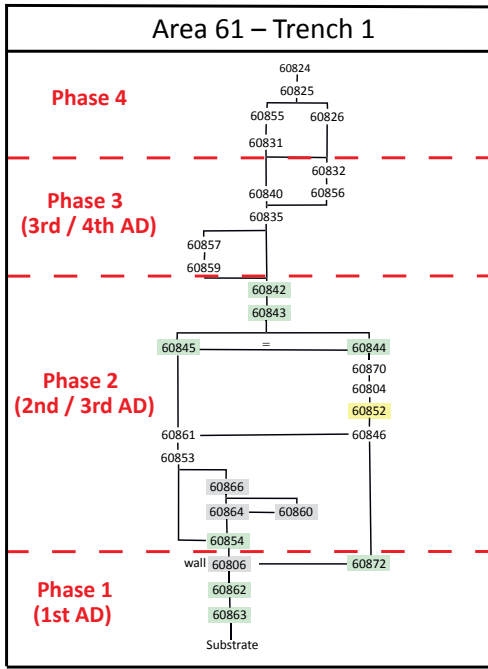 Area 61 – Trench 1
60824
60825
Phase 4
60855 60826
60831
60832
60840 60856
Phase 3
(3rd / 4th AD)
60835
60857
60859
60842
60843
60845 = 60844
60870
60804
Phase 2
(2nd / 3rd AD)
60852
60861 60846
60853
60866
60864 60860
60854
wall 60806 60872
Phase 1
(1st AD)
60862
60863
Substrate